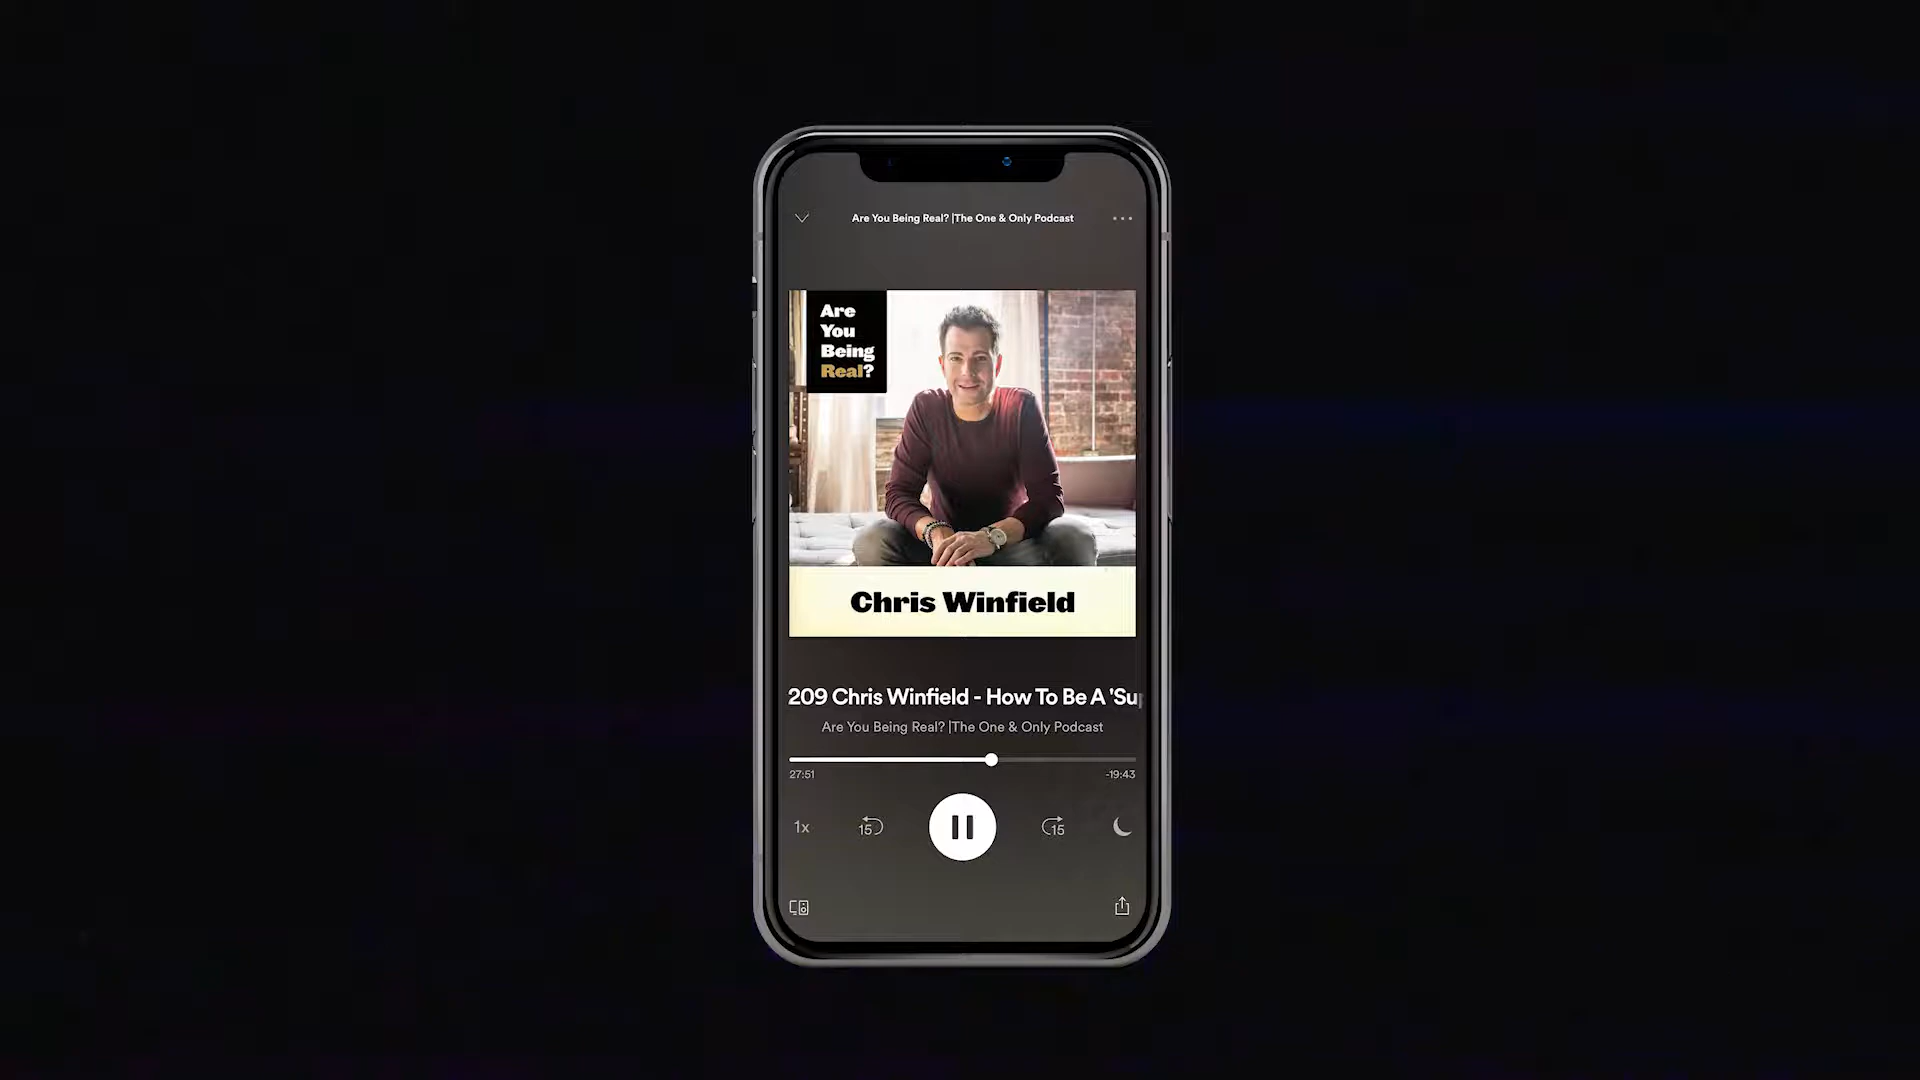 Are You Being Real? |The One & Only Podcast
Are
You
Being
Real?
Chris Winfield
209 Chris Winfield - How To Be A 'Su
Are You Being Real? |The One & Only Podcast
27:51
-19:43
1x
15
15